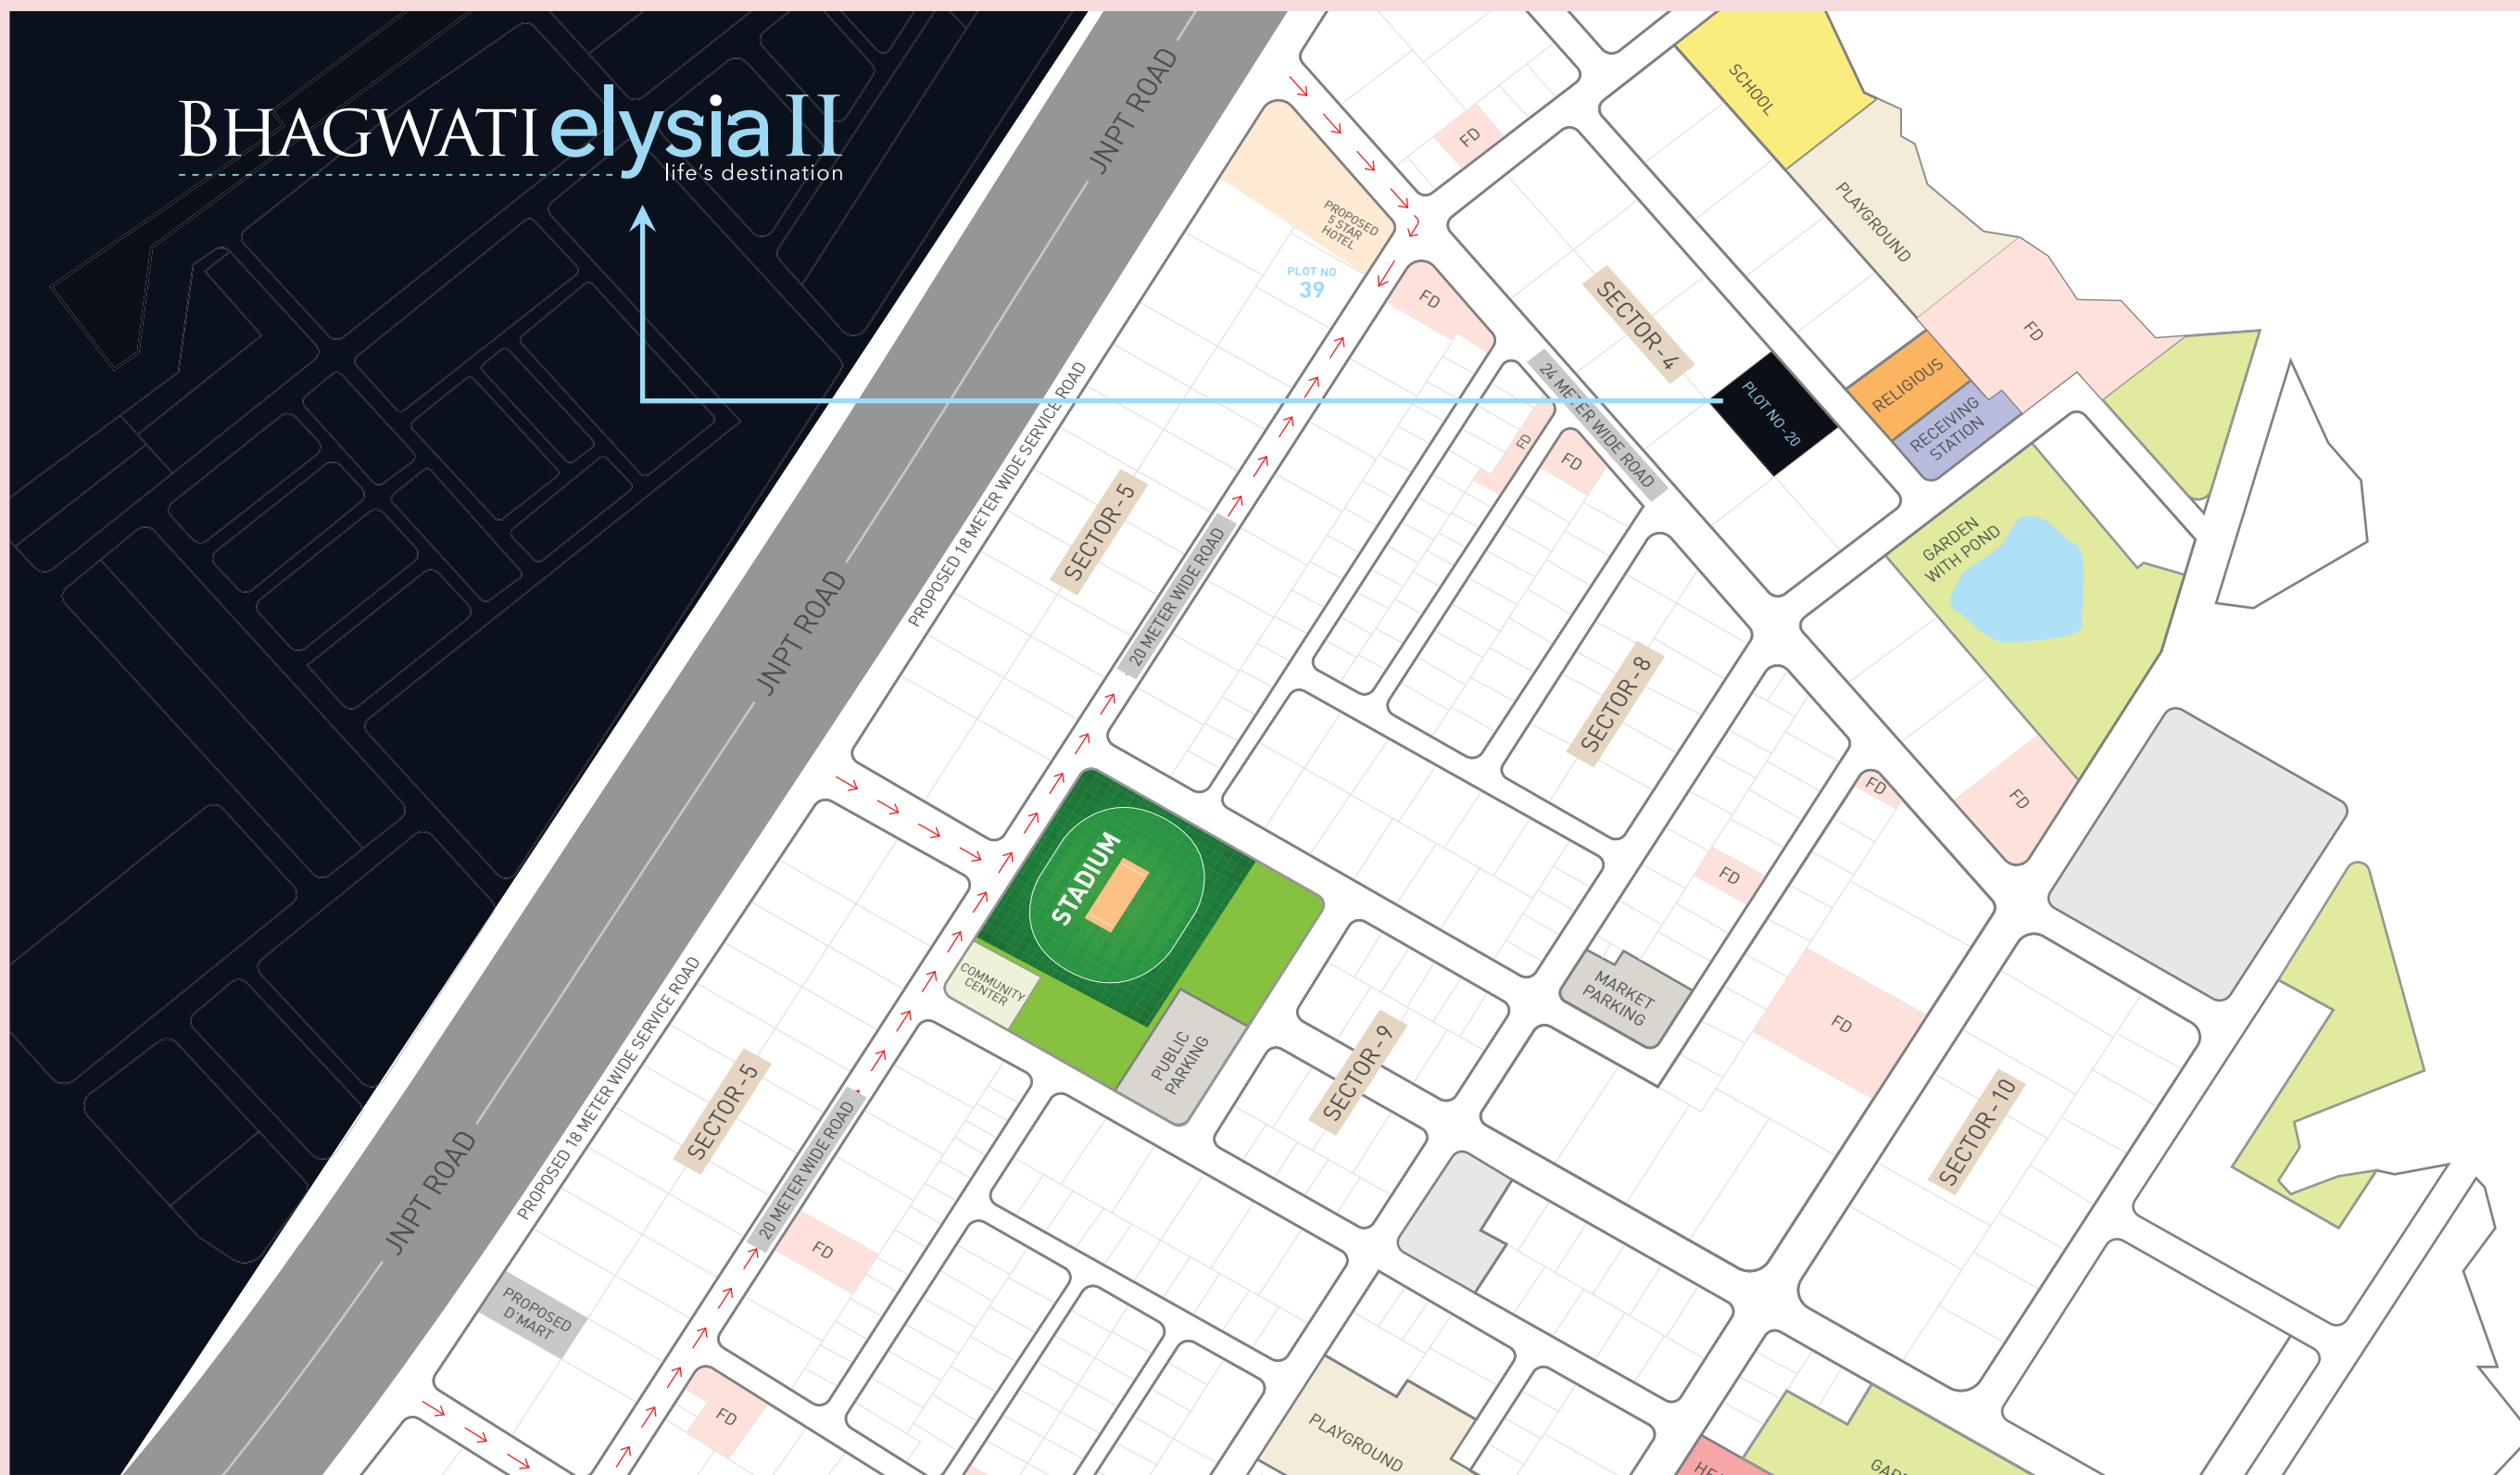 BHAGWATI elysia II
life's destination
JNPT ROAD
SCHOOL
FD
PLAYGROUND
PROPOSED
5 STAR
HOTEL
PLOT NO
39
FD
SECTOR - 4
FD
24 METER WIDE ROAD
PLOT NO - 20
RELIGIOUS
RECEIVING
STATION
FD
FD
PROPOSED 18 METER WIDE SERVICE ROAD
SECTOR - 5
20 METER WIDE ROAD
GARDEN
WITH POND
JNPT ROAD
SECTOR - 8
FD
FD
FD
STADIUM
COMMUNITY
CENTER
PUBLIC
PARKING
MARKET
PARKING
FD
SECTOR - 9
SECTOR - 10
PROPOSED 18 METER WIDE SERVICE ROAD
SECTOR - 5
20 METER WIDE ROAD
JNPT ROAD
FD
PROPOSED
D'MART
FD
PLAYGROUND